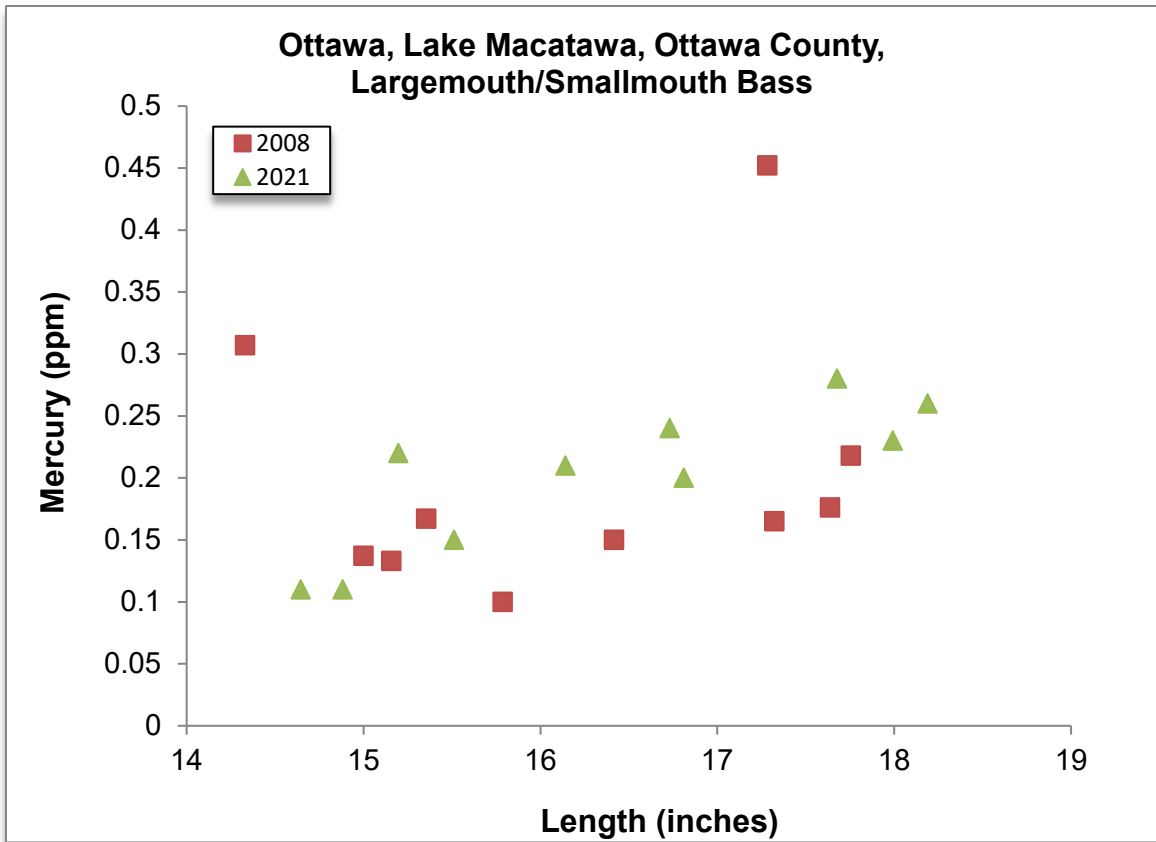 Ottawa, Lake Macatawa, Ottawa County,
Largemouth/Smallmouth Bass
0.5
2008
2021
0.45
0.4
0.35
0.3
0.25
0.2
0.15
0.1
0.05
0
Mercury (ppm)
14 15 16 17 18 19
Length (inches)